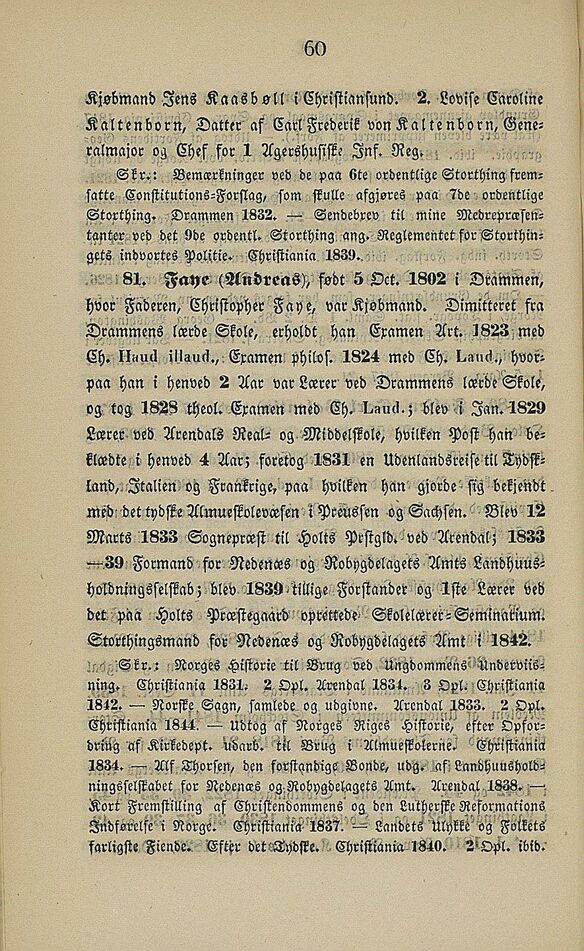 60
Kjøbmand Jens Kaasbøll i Christiansund. 2. Lovise Caroline
Kaltenborn, Datter af Carl Frederik von Kaltenborn, Gene-
ralmajor og Chef for 1 Agershusiske Inf. Reg.
Skr.: Bemærkninger ved de paa 6te ordentlige Storthing frem-
satte Constitutions-Forslag, som skulle afgjøres paa 7de ordentlige
Storthing. Drammen 1832. — Sendebrev til mine Medrepræsen-
tanter ved det 9de ordentl. Storthing ang. Reglementet for Storthin-
gets indvortes Politie. Christiania 1839.
81. Faye (Andreas), født 5 Oct. 1802 i Drammen,
hvor Faderen, Christopher Faye, var Kjøbmand. Dimitteret fra
Drammens lærde Skole, erholdt han Examen Art. 1823 med
Ch. Haud illaud., Examen philos. 1824 med Ch. Laud., hvor-
paa han i henved 2 Aar var Lærer ved Drammens lærde Skole,
og tog 1828 theol. Examen med Ch. Laud.; blev i Jan. 1829
Lærer ved Arendals Real- og Middelskole, hvilken Post han be-
klædte i henved 4 Aar; foretog 1831 en Udenlandsreise til Tydsk-
land, Italien og Frankrige, paa hvilken han gjorde sig bekjendt
med det tydske Almueskolevæsen i Preussen og Sachsen. Blev 12
Marts 1833 Sognepræst til Holts Prstgld. ved Arendal; 1833
—39 Formand for Nedenæs og Robygdelagets Amts Landhuus-
holdningsselskab; blev 1839 tillige Forstander og 1ste Lærer ved
det paa Holts Præstegaard oprettede Skolelærer-Seminarium.
Storthingsmand for Nedenæs og Robygdelagets Amt i 1842.
Skr.: Norges Historie til Brug ved Ungdommens Underviis-
ning. Christiania 1831. 2 Opl. Arendal 1834. 3 Opl. Christiania
1842. — Norske Sagn, samlede og udgivne. Arendal 1833. 2 Opl.
Christiania 1844. — Udtog af Norges Riges Historie, efter Opfor-
dring af Kirkedept. udarb. til Brug i Almueskolerne. Christiania
1834. — Alf Thorsen, den forstandige Bonde, udg. af Landhuushold-
ningsselskabet for Nedenæs og Robygdelagets Amt. Arendal 1838. —
Kort Fremstilling af Christendommens og den Lutherske Reformations
Indførelse i Norge. Christiania 1837. — Landets Ulykke og Folkets
farligste Fiende. Efter det Tydske. Christiania 1840. 2 Opl. ibid.